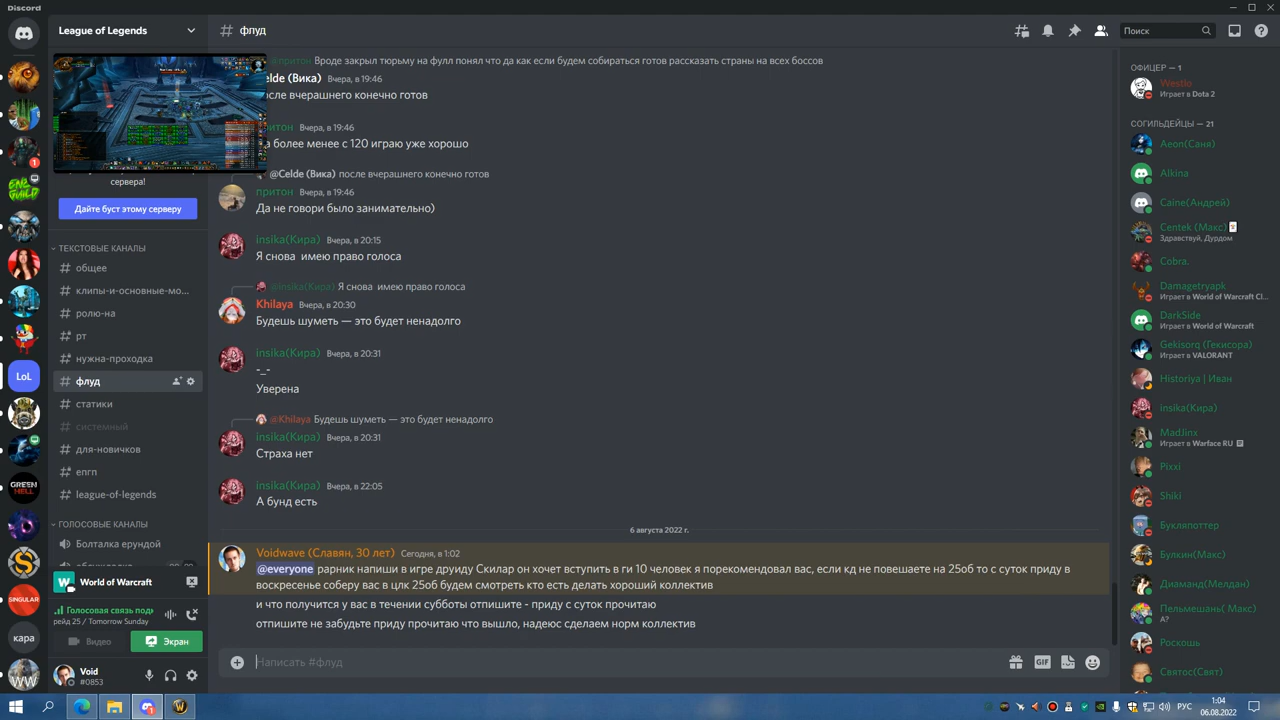 Discord
League of Legends
# флуд
Поиск
@притон Вроде закрыл тюрьму на фулл понял что да как если будем собираться готов рассказать страны на всех боссов
elde (Вика) Вчера, в 19:46
осле вчерашнего конечно готов
Вчера, в 19:46
более менее с 120 играю уже хорошо
@Celde (Вика) после вчерашнего конечно готов
притон Вчера, в 19:46
Да не говори было занимательно)
insika(Кира) Вчера, в 20:15
Я снова имею право голоса
@insika(Кира) Я снова имею право голоса
Khilaya Вчера, в 20:30
Будешь шуметь — это будет ненадолго
insika(Кира) Вчера, в 20:31
-_-
Уверена
@Khilaya Будешь шуметь — это будет ненадолго
insika(Кира) Вчера, в 20:31
Страха нет
insika(Кира) Вчера, в 22:05
А бунд есть
6 августа 2022 г.
Voidwave (Славян, 30 лет) Сегодня, в 1:02
@everyone рарник напиши в игре друиду Скилар он хочет вступить в ги 10 человек я порекомендовал вас, если кд не повешаете на 25об то с суток приду в
воскресенье соберу вас в цлк 25об будем смотреть кто есть делать хороший коллектив
и что получится у вас в течении субботы отпишите - приду с суток прочитаю
отпишите не забудьте приду прочитаю что вышло, надеюс сделаем норм коллектив
Написать #флуд
GIF
сервера!
Дайте буст этому серверу
ТЕКСТОВЫЕ КАНАЛЫ
# общее
# клипы-и-основные-мо...
# ролю-на
# рт
# нужна-проходка
# флуд
# статики
# системный
# для-новичков
# епгп
# league-of-legends
ГОЛОСОВЫЕ КАНАЛЫ
Болталка ерундой
World of Warcraft
Голосовая связь подк
рейд 25 / Tomorrow Sunday
Видео
Экран
Void
#0853
1
ENZ
GUILD
LoL
GREEN
HELL
SINGULAR
кара
WW
ОФИЦЕР — 1
Westlo
Играет в Dota 2
СОГИЛЬДЕЙЦЫ — 21
Aeon(Саня)
Alkina
Caine(Андрей)
Centek (Макс)
Здравствуй, Дурдом
Cobra.
Damagetryapk
Играет в World of Warcraft Cl...
DarkSide
Играет в World of Warcraft
Gekisorq (Гекисора)
Играет в VALORANT
Historiya | Иван
insika(Кира)
MadJinx
Играет в Warface RU
Pixxi
Shiki
Букляпоттер
Булкин(Макс)
Диаманд(Мелдан)
Пельмешань( Макс)
А?
Роскошь
Святос(Свят)
РУС
1:04
06.08.2022